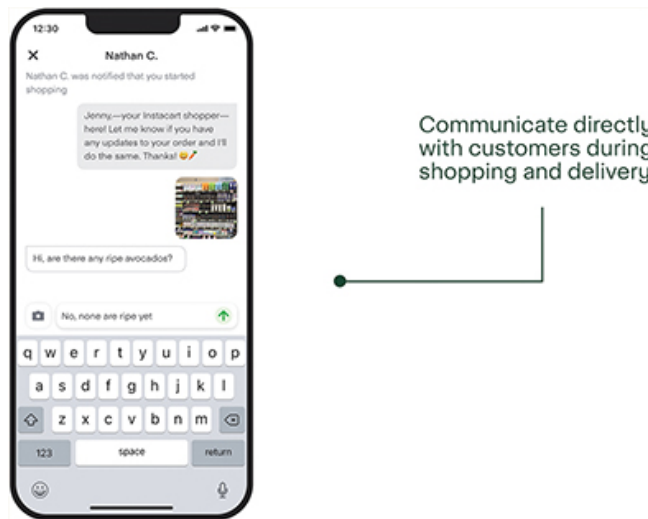 12:30
Nathan C.
Nathan C. was notified that you started
shopping
Jenny,—your Instacart shopper—
here! Let me know if you have
any updates to your order and I'll
do the same. Thanks! 😄🥕
Hi, are there any ripe avocados?
No, none are ripe yet
q w e r t y u i o p
a s d f g h j k l
z x c v b n m
123 space return
Communicate directly
with customers during
shopping and delivery